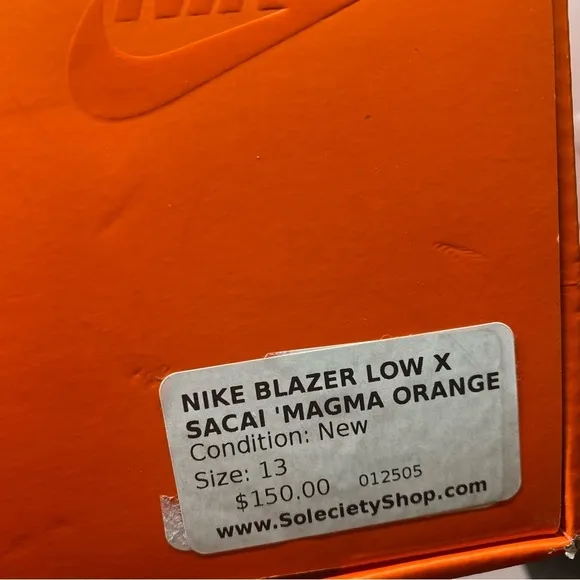 NIKE BLAZER LOW X
SACAI 'MAGMA ORANGE
Condition: New
Size: 13
$150.00 012505
www.SolecietyShop.com